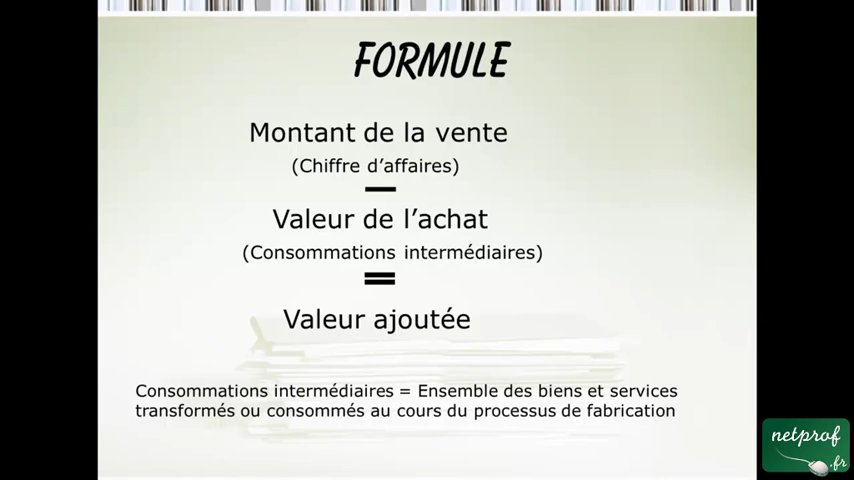 FORMULE
Montant de la vente
(Chiffre d’affaires)
–
Valeur de l’achat
(Consommations intermédiaires)
=
Valeur ajoutée
Consommations intermédiaires = Ensemble des biens et services
transformés ou consommés au cours du processus de fabrication
netprof
.fr